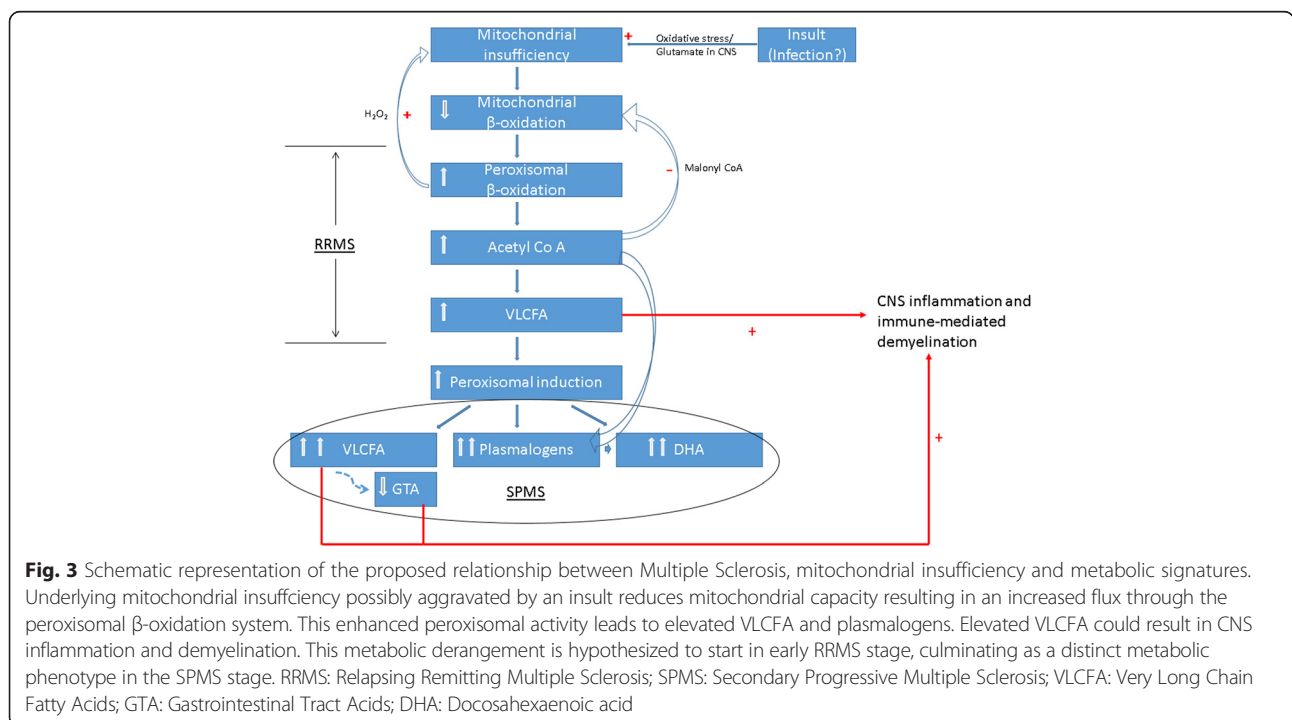 Mitochondrial
insufficiency
+
Oxidative stress/
Glutamate in CNS
Insult
(Infection?)
H₂O₂
+
Mitochondrial
β-oxidation
Peroxisomal
β-oxidation
–
Malonyl CoA
RRMS
Acetyl Co A
VLCFA
+
CNS inflammation and
immune-mediated
demyelination
Peroxisomal induction
VLCFA
Plasmalogens
DHA
+
GTA
SPMS
Fig. 3 Schematic representation of the proposed relationship between Multiple Sclerosis, mitochondrial insufficiency and metabolic signatures.
Underlying mitochondrial insuffciency possibly aggravated by an insult reduces mitochondrial capacity resulting in an increased flux through the
peroxisomal β-oxidation system. This enhanced peroxisomal activity leads to elevated VLCFA and plasmalogens. Elevated VLCFA could result in CNS
inflammation and demyelination. This metabolic derangement is hypothesized to start in early RRMS stage, culminating as a distinct metabolic
phenotype in the SPMS stage. RRMS: Relapsing Remitting Multiple Sclerosis; SPMS: Secondary Progressive Multiple Sclerosis; VLCFA: Very Long Chain
Fatty Acids; GTA: Gastrointestinal Tract Acids; DHA: Docosahexaenoic acid